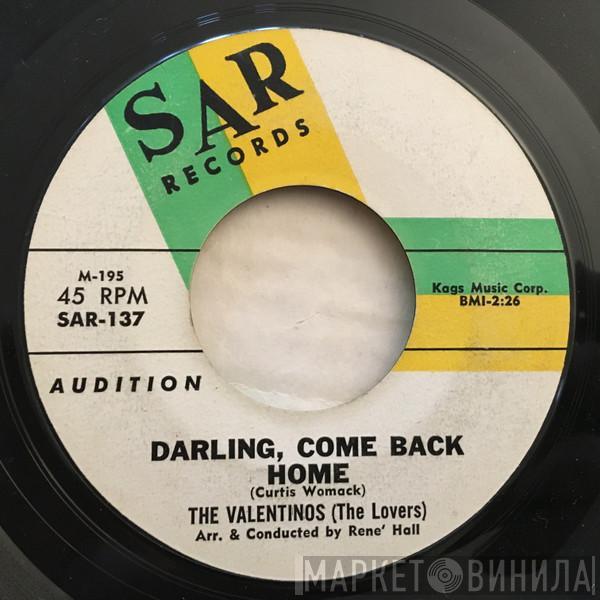 SAR
RECORDS
M-195
45 RPM
SAR-137
Kags Music Corp.
BMI-2:26
AUDITION
DARLING, COME BACK
HOME
(Curtis Womack)
THE VALENTINOS (The Lovers)
Arr. & Conducted by Rene' Hall
МАРКЕТ ВИНИЛА